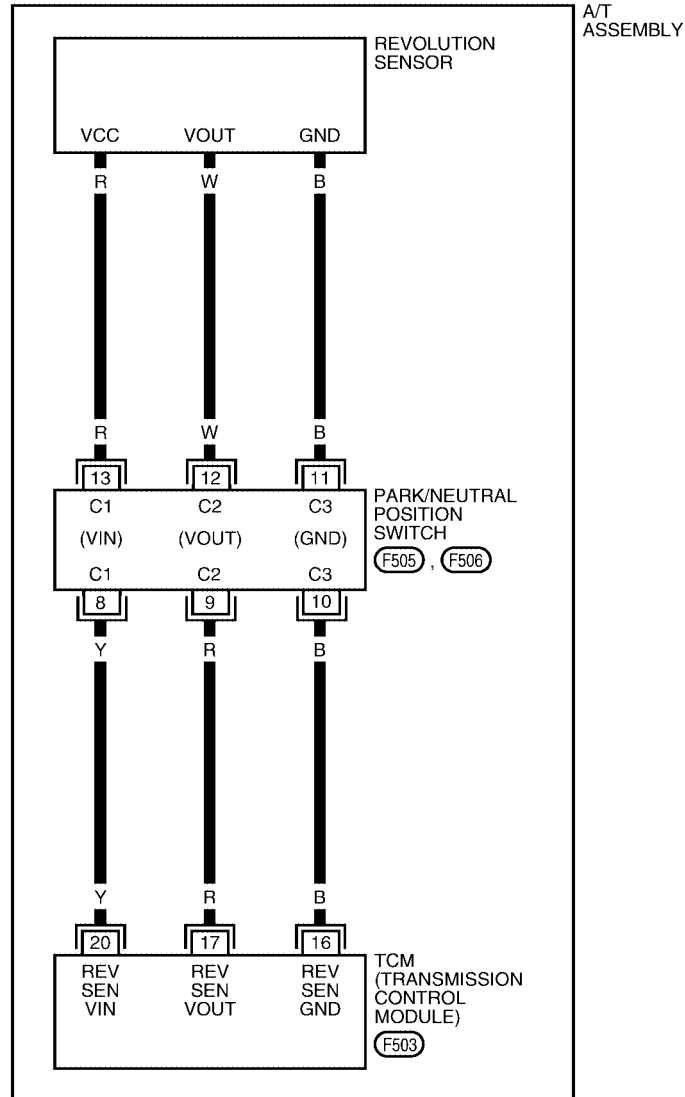 A/T
ASSEMBLY
REVOLUTION
SENSOR
VCC VOUT GND
R W B
R W B
13 12 11
C1 C2 C3
(VIN) (VOUT) (GND)
C1 C2 C3
PARK/NEUTRAL
POSITION
SWITCH
F505 , F506
8 9 10
Y R B
Y R B
20 17 16
REV REV REV
SEN SEN SEN
VIN VOUT GND
TCM
(TRANSMISSION
CONTROL
MODULE)
F503